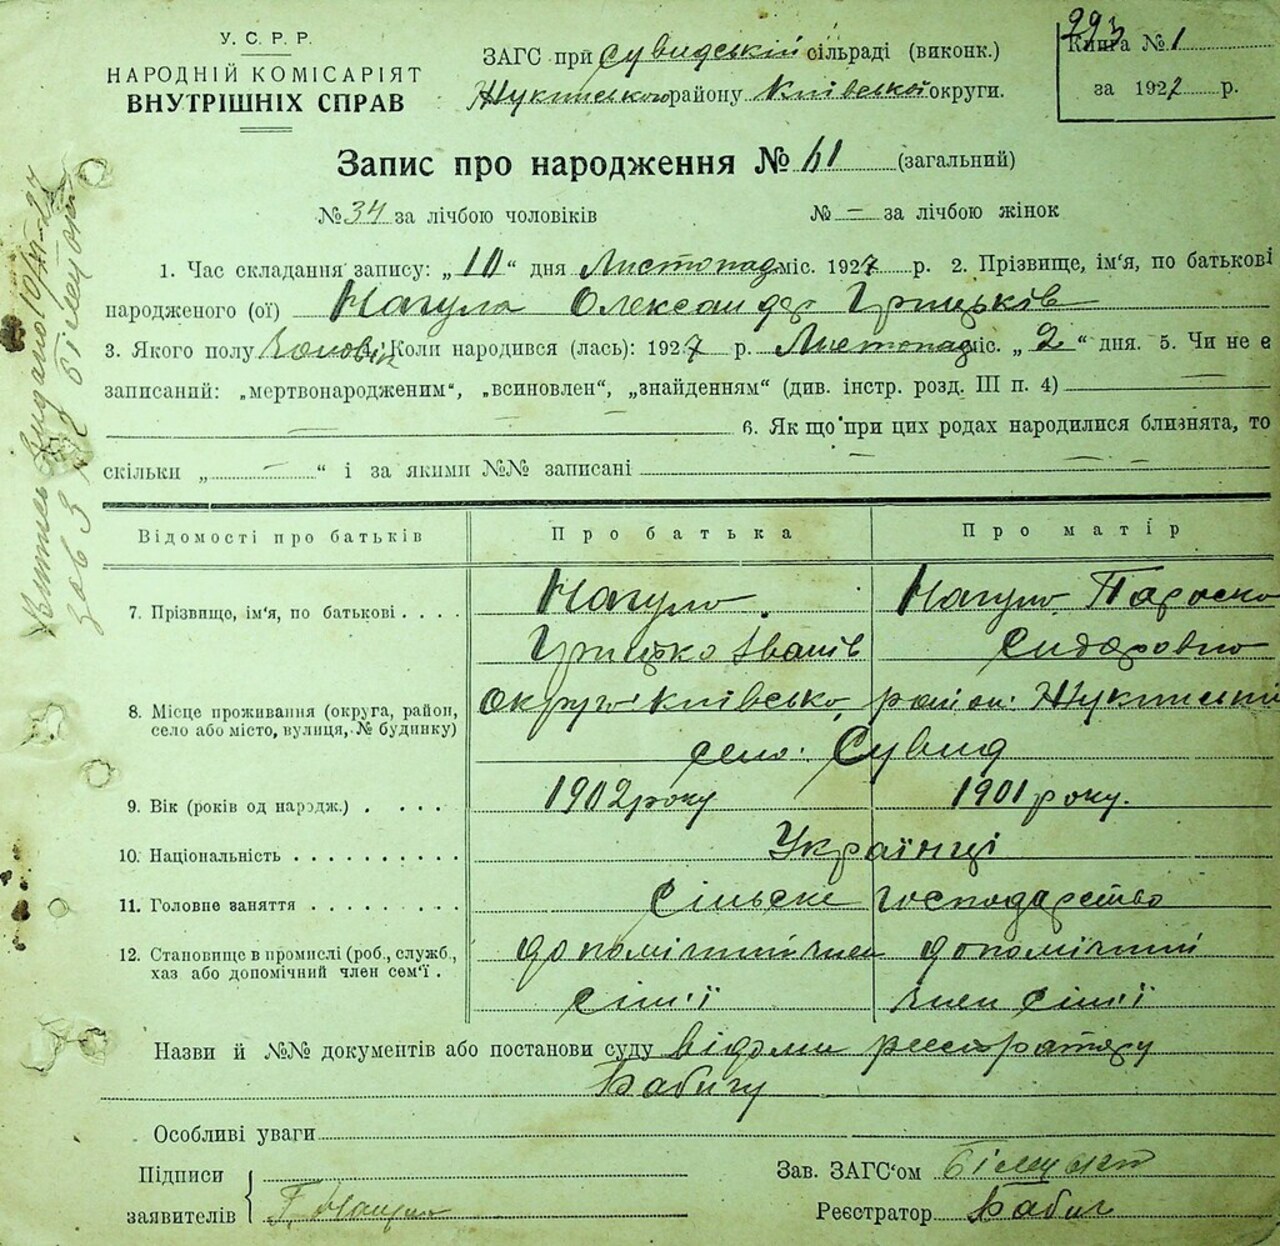 У. С. Р. Р.
НАРОДНІЙ КОМІСАРІЯТ
ВНУТРІШНІХ СПРАВ
ЗАГС при Сувидській сільраді (виконк.)
Жукинського району Київської округи.
293
Книга № 1
за 1927 р.
Запис про народження № 61 (загальний)
№ 34 за лічбою чоловіків № — за лічбою жінок
1. Час складання запису: „10“ дня Листопад міс. 1927 р. 2. Прізвище, ім'я, по батькові
народженого (ої) Нагула Олександр Грицьків
3. Якого полу Чолові Коли народився (лась): 1927 р. Листопад міс. „2“ дня. 5. Чи не є
записаний: „мертвонародженим“, „всиновлен“, „знайденням“ (див. інстр. розд. III п. 4)
6. Як що при цих родах народилися близнята, то
скільки „ — “ і за якими №№ записані
Відомості про батьків Про батька Про матір
7. Прізвище, ім'я, по батькові . . . . Нагула Нагула Параска
Грицько Іванів Сидоровна
8. Місце проживання (округа, район, село або місто, вулиця, № будинку) округ: Київсько, район: Жукинський
село: Сувид
9. Вік (років од народж.) . . . . 1902 року 1901 року.
10. Національність . . . . . . . . . . Українці
11. Головне заняття . . . . . . . . Сільске господарство
12. Становище в промислі (роб., служб., хаз або допомічний член сем'ї . допомічний член допомічний
сімї член сімї
Назви й №№ документів або постанови суду відоми реєстратору
Бабичу
Особливі уваги
Підписи
заявителів Г. Нагула
Зав. ЗАГС'ом
Реєстратор Бабич